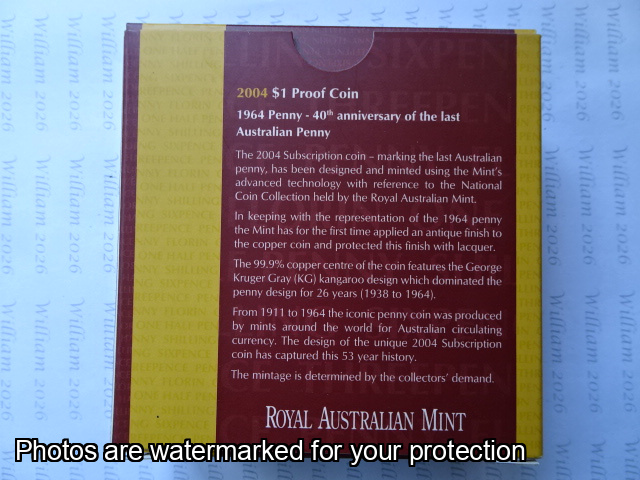 2004 $1 Proof Coin
1964 Penny - 40th anniversary of the last
Australian Penny
The 2004 Subscription coin – marking the last Australian
penny, has been designed and minted using the Mint's
advanced technology with reference to the National
Coin Collection held by the Royal Australian Mint.
In keeping with the representation of the 1964 penny
the Mint has for the first time applied an antique finish to
the copper coin and protected this finish with lacquer.
The 99.9% copper centre of the coin features the George
Kruger Gray (KG) kangaroo design which dominated the
penny design for 26 years (1938 to 1964).
From 1911 to 1964 the iconic penny coin was produced
by mints around the world for Australian circulating
currency. The design of the unique 2004 Subscription
coin has captured this 53 year history.
The mintage is determined by the collectors' demand.
ROYAL AUSTRALIAN MINT
Photos are watermarked for your protection
William 2026